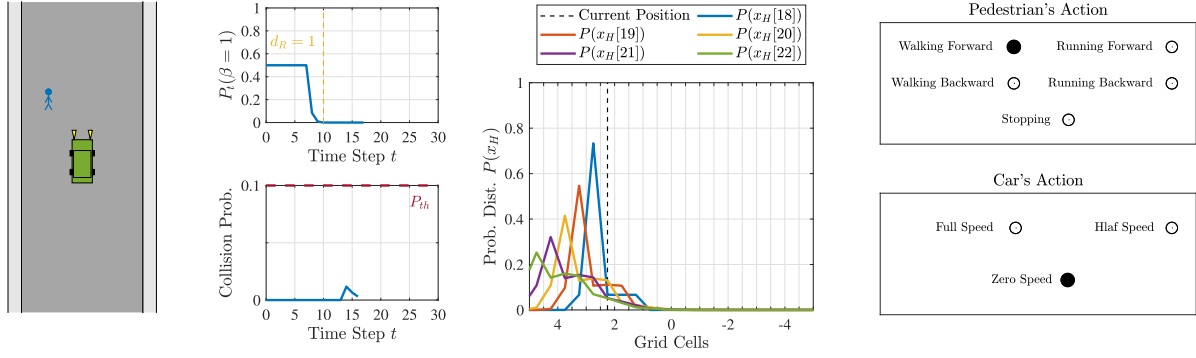 1
0.8
0.6
0.4
0.2
0
P_t(β = 1)
d_R = 1
0 5 10 15 20 25 30
Time Step t
0.1
0
Collision Prob.
P_th
0 5 10 15 20 25 30
Time Step t
Current Position P(x_H[18])
P(x_H[19]) P(x_H[20])
P(x_H[21]) P(x_H[22])
1
0.8
0.6
0.4
0.2
0
Prob. Dist. P(x_H)
4 2 0 -2 -4
Grid Cells
Pedestrian's Action
Walking Forward Running Forward
Walking Backward Running Backward
Stopping
Car's Action
Full Speed Hlaf Speed
Zero Speed